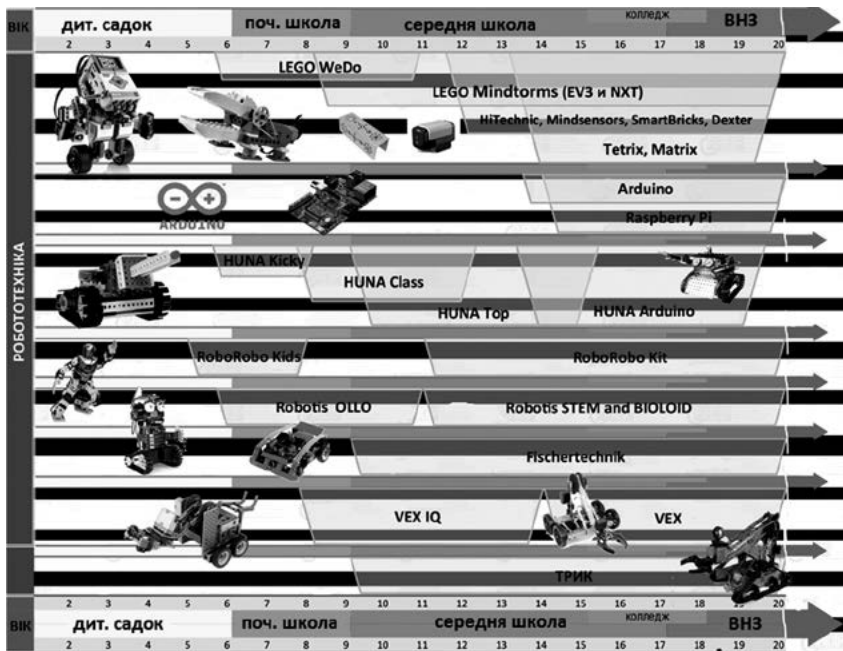 колледж
ВІК дит. садок поч. школа середня школа ВНЗ
2 3 4 5 6 7 8 9 10 11 12 13 14 15 16 17 18 19 20
LEGO WeDo
LEGO Mindtorms (EV3 и NXT)
HiTechnic, Mindsensors, SmartBricks, Dexter
Tetrix, Matrix
Arduino
ARDUINO
Raspberry Pi
РОБОТОТЕХНІКА
HUNA Kicky
HUNA Class
HUNA Top HUNA Arduino
RoboRobo Kids RoboRobo Kit
Robotis OLLO Robotis STEM and BIOLOID
Fischertechnik
VEX IQ VEX
ТРИК
2 3 4 5 6 7 8 9 10 11 12 13 14 15 16 17 18 19 20
колледж
ВІК дит. садок поч. школа середня школа ВНЗ
2 3 4 5 6 7 8 9 10 11 12 13 14 15 16 17 18 19 20